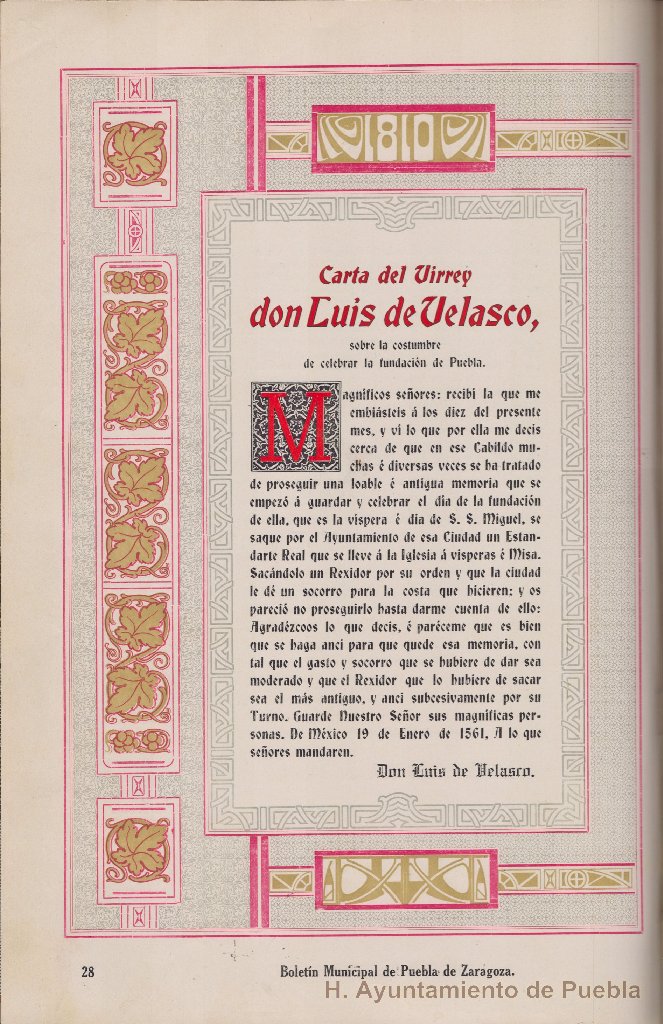 1810
Carta del Virrey
don Luis de Velasco,
sobre la costumbre
de celebrar la fundación de Puebla.
Magníficos señores: recibí la que me
embiásteis á los diez del presente
mes, y ví lo que por ella me decis
cerca de que en ese Cabildo mu-
chas é diversas veces se ha tratado
de proseguir una loable é antigua memoria que se
empezó á guardar y celebrar el dia de la fundación
de ella, que es la víspera é dia de S. S. Miguel, se
saque por el Ayuntamiento de esa Ciudad un Estan-
darte Real que se lleve á la Iglesia á vísperas é Misa.
Sacándolo un Rexidor por su orden y que la ciudad
le dé un socorro para la costa que hicieren: y os
pareció no proseguirlo hasta darme cuenta de ello:
Agradézcoos lo que decis, é paréceme que es bien
que se haga anci para que quede esa memoria, con
tal que el gasto y socorro que se hubiere de dar sea
moderado y que el Rexidor que lo hubiere de sacar
sea el más antiguo, y anci subcesivamente por su
Turno. Guarde Nuestro Señor sus magníficas per-
sonas. De México 19 de Enero de 1561. A lo que
señores mandaren.
Don Luis de Velasco.
28
Boletín Municipal de Puebla de Zaragoza.
H. Ayuntamiento de Puebla